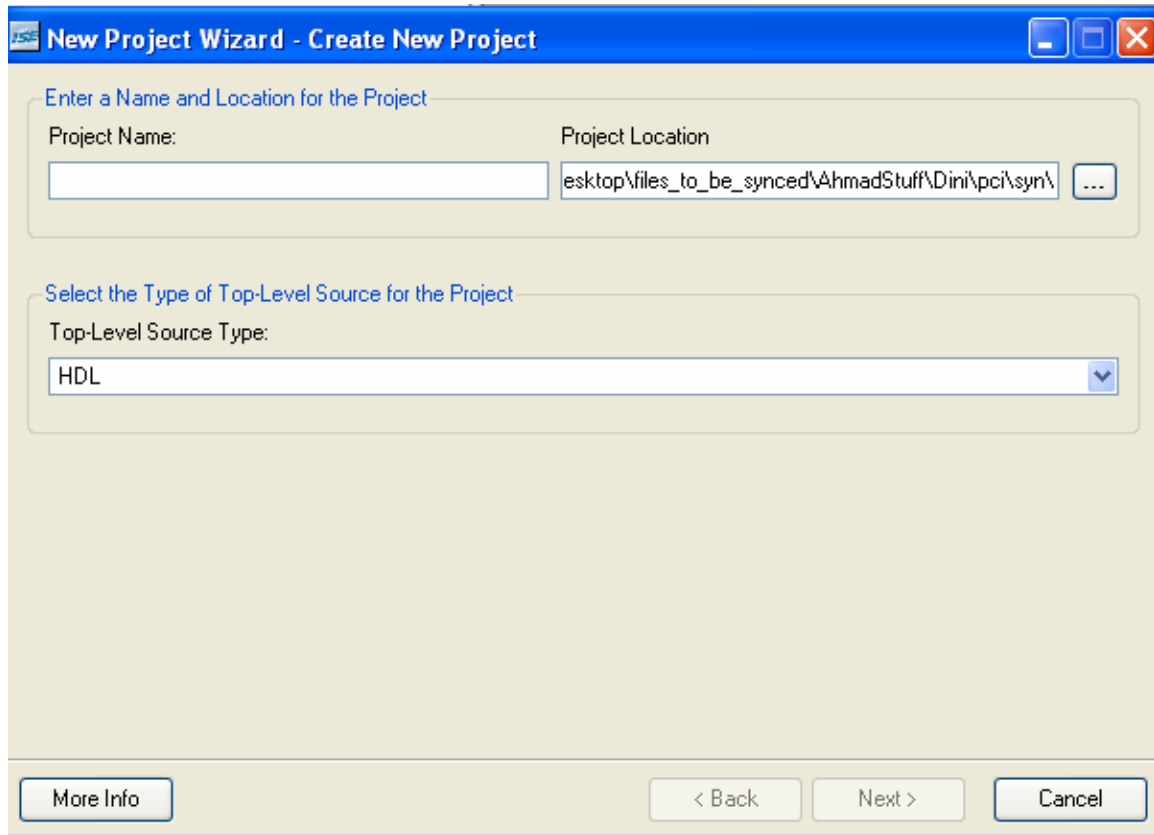 ISE New Project Wizard - Create New Project
Enter a Name and Location for the Project
Project Name: Project Location
esktop\files_to_be_synced\AhmadStuff\Dini\pci\syn\ ...
Select the Type of Top-Level Source for the Project
Top-Level Source Type:
HDL
More Info < Back Next > Cancel